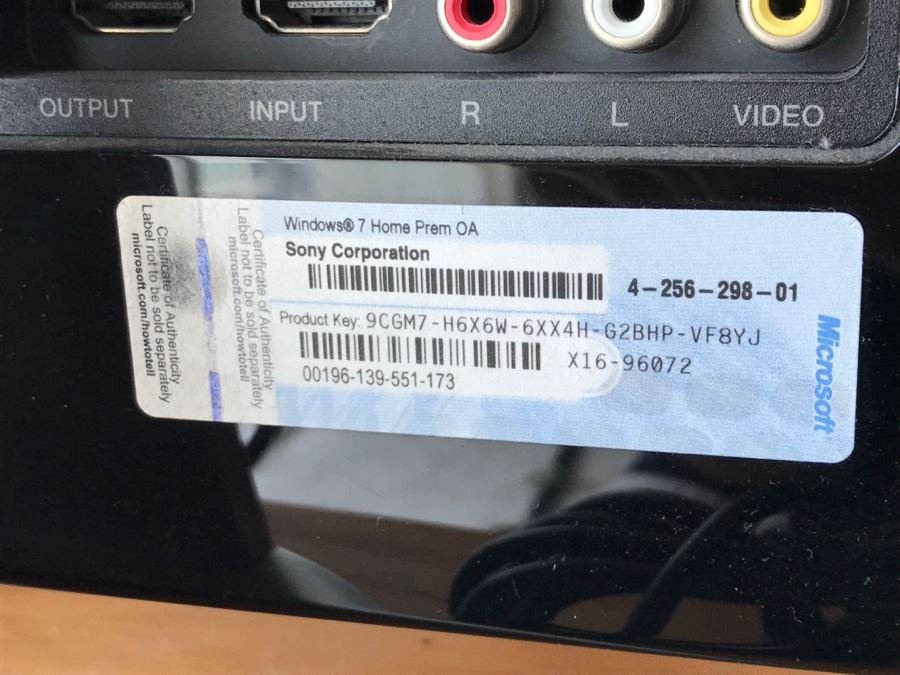 OUTPUT INPUT R L VIDEO
Certificate of Authenticity
Label not to be sold separately
microsoft.com/howtotell
Certificate of Authenticity
Label not to be sold separately
microsoft.com/howtotell
Windows® 7 Home Prem OA
Sony Corporation
4-256-298-01
Product Key: 9CGM7-H6X6W-6XX4H-G2BHP-VF8YJ
X16-96072
00196-139-551-173
Microsoft